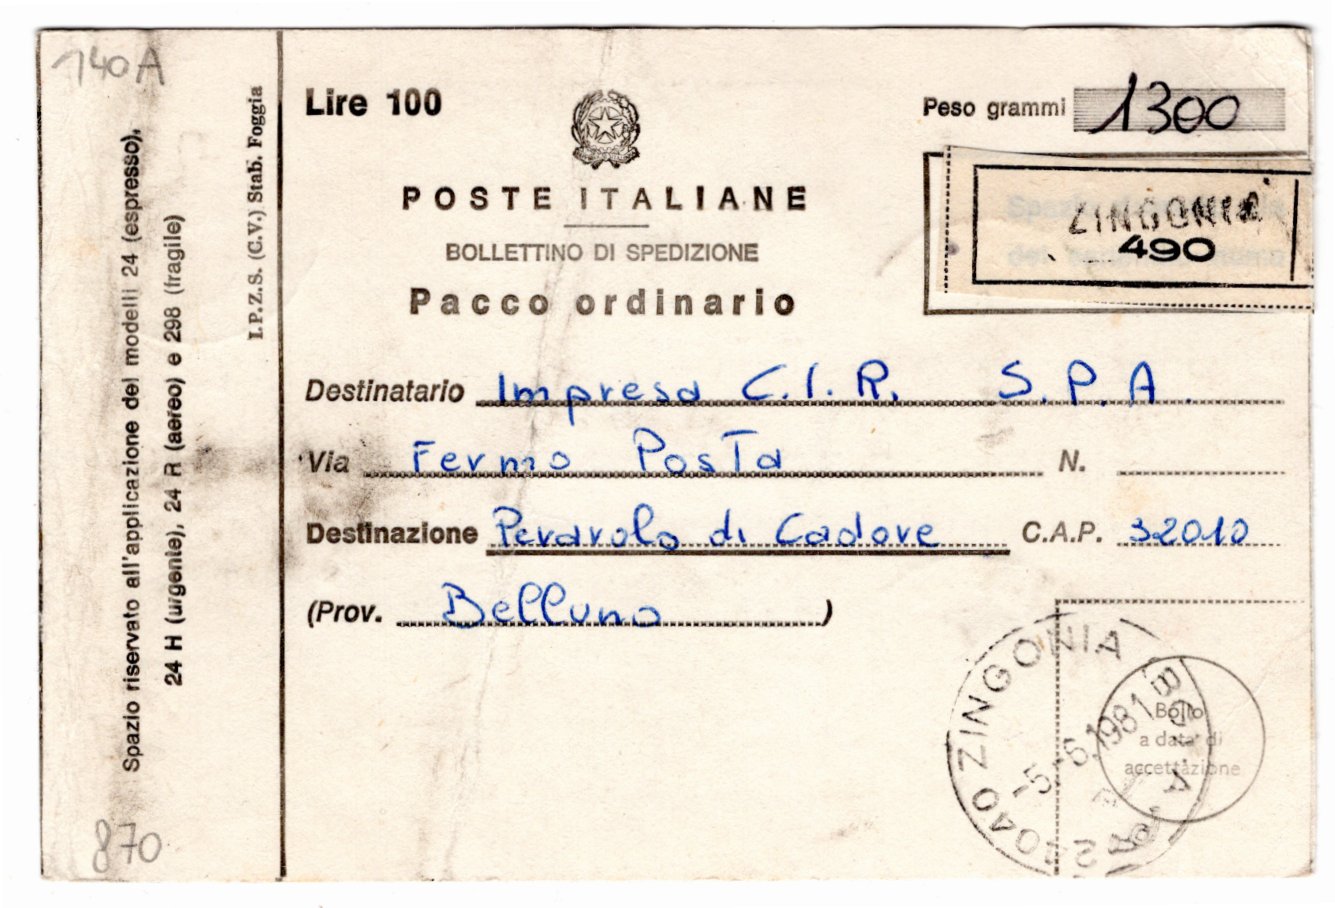 140A
Lire 100
Peso grammi 1300
POSTE ITALIANE
ZINGONIA
490
BOLLETTINO DI SPEDIZIONE
Pacco ordinario
Destinatario Impresa C.I.R. S.P.A.
Via Fermo Posta N.
Destinazione Perarolo di Cadore C.A.P. 32010
(Prov. Belluno )
24040 ZINGONIA
-5.-6.1981
Bollo
a data di
accettazione
I.P.Z.S. (C.V.) Stab. Foggia
Spazio riservato all'applicazione dei modelli 24 (espresso),
24 H (urgente), 24 R (aereo) e 298 (fragile)
870